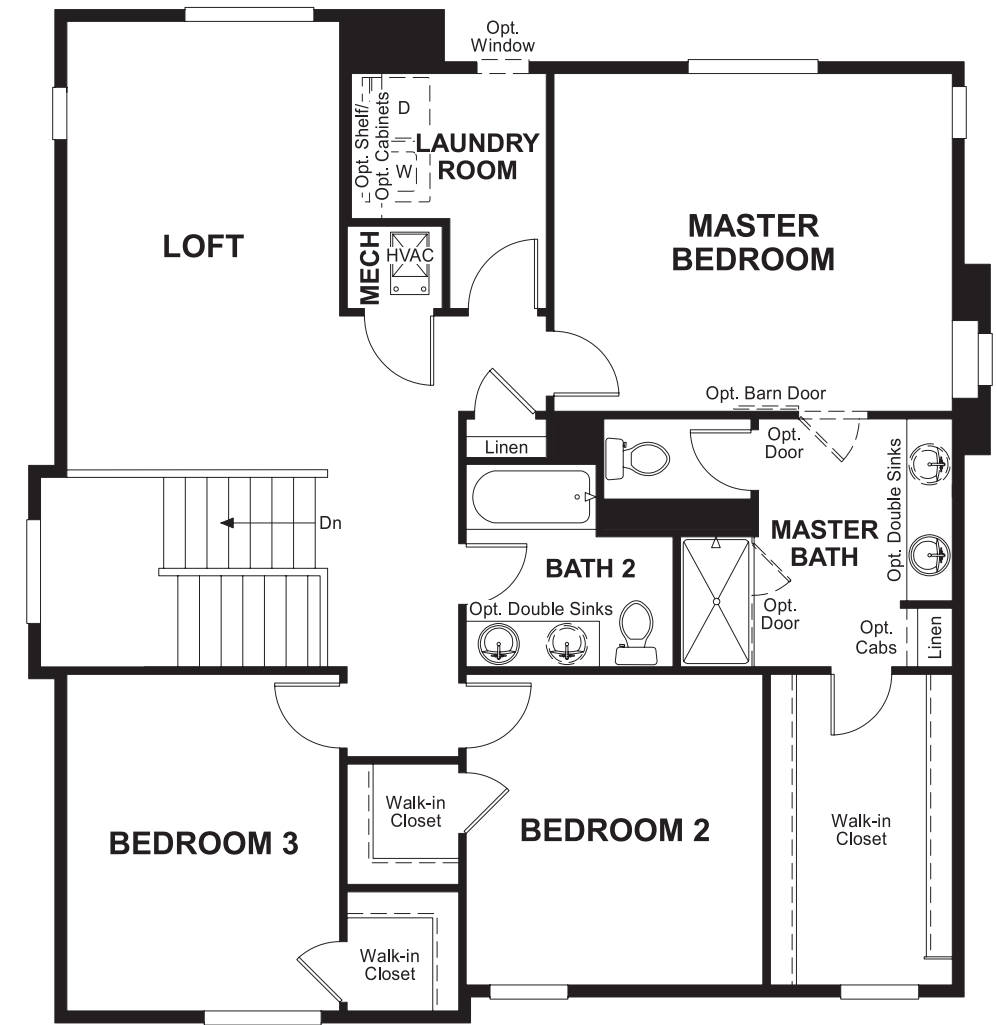 Opt.
Window
Opt. Shelf/
Opt. Cabinets
D
W
LAUNDRY
ROOM
LOFT
MECH
HVAC
MASTER
BEDROOM
Opt. Barn Door
Linen
Opt.
Door
Opt. Double Sinks
Dn
MASTER
BATH
BATH 2
Opt. Double Sinks
Opt.
Door
Opt.
Cabs
Linen
Walk-in
Closet
BEDROOM 3
BEDROOM 2
Walk-in
Closet
Walk-in
Closet